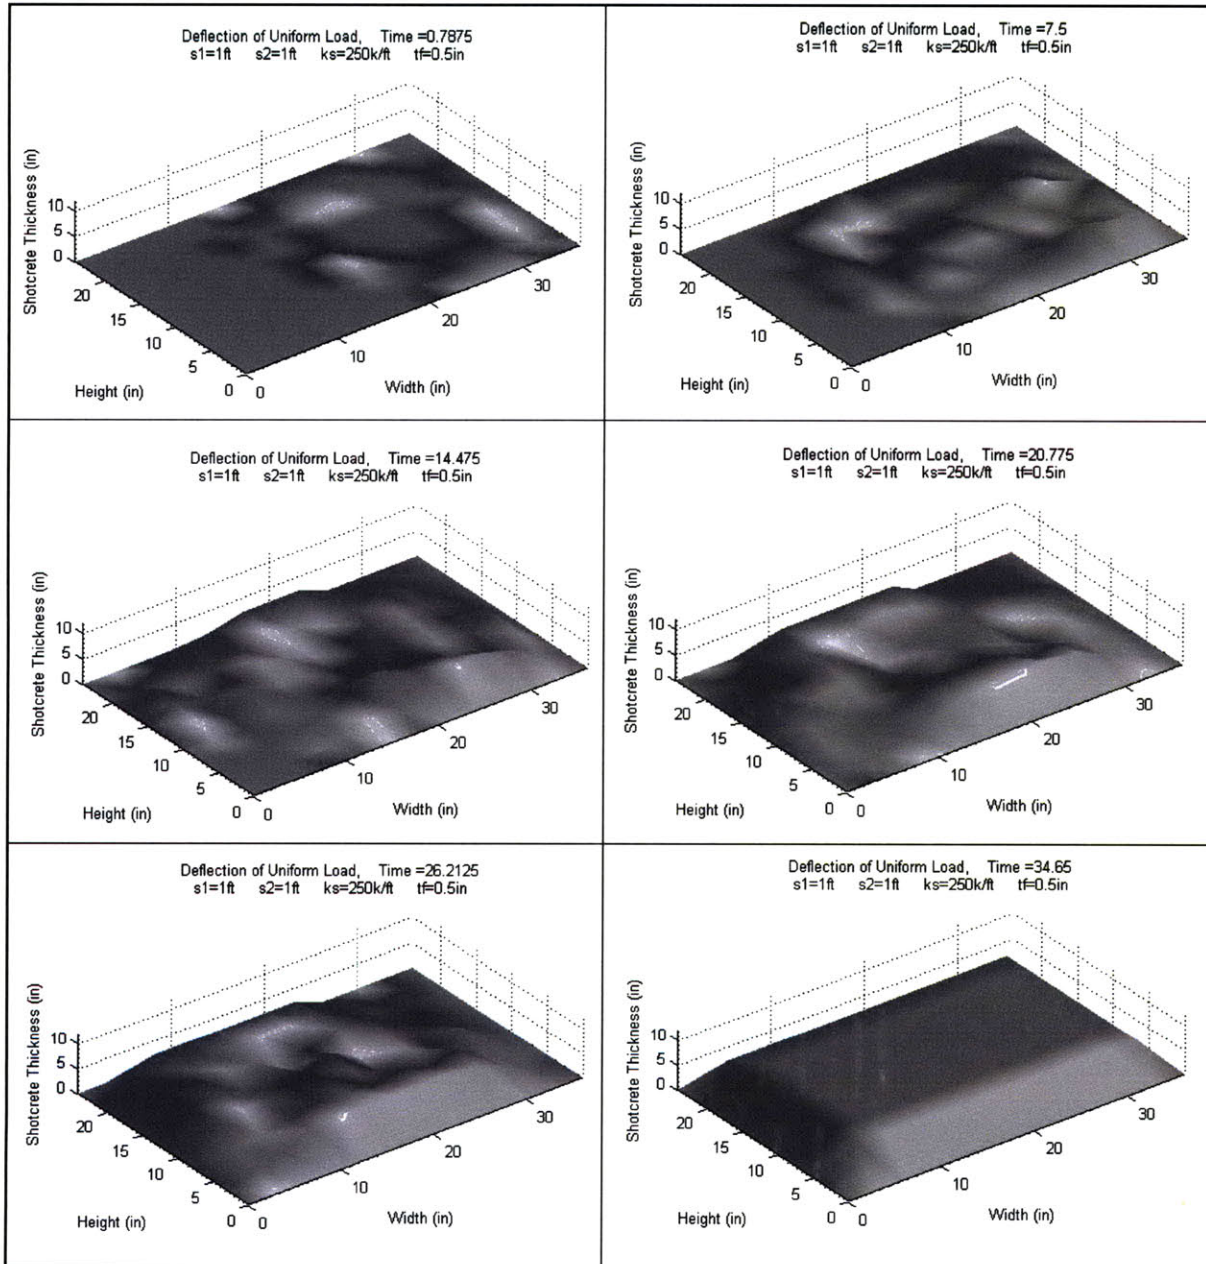 Deflection of Uniform Load, Time =0.7875
s1=1ft s2=1ft ks=250k/ft tf=0.5in
Shotcrete Thickness (in)
10
5
0
20
15
10
5
0
Height (in)
0
10
20
30
Width (in)
Deflection of Uniform Load, Time =7.5
s1=1ft s2=1ft ks=250k/ft tf=0.5in
Shotcrete Thickness (in)
10
5
0
20
15
10
5
0
Height (in)
0
10
20
30
Width (in)
Deflection of Uniform Load, Time =14.475
s1=1ft s2=1ft ks=250k/ft tf=0.5in
Shotcrete Thickness (in)
10
5
0
20
15
10
5
0
Height (in)
0
10
20
30
Width (in)
Deflection of Uniform Load, Time =20.775
s1=1ft s2=1ft ks=250k/ft tf=0.5in
Shotcrete Thickness (in)
10
5
0
20
15
10
5
0
Height (in)
0
10
20
30
Width (in)
Deflection of Uniform Load, Time =26.2125
s1=1ft s2=1ft ks=250k/ft tf=0.5in
Shotcrete Thickness (in)
10
5
0
20
15
10
5
0
Height (in)
0
10
20
30
Width (in)
Deflection of Uniform Load, Time =34.65
s1=1ft s2=1ft ks=250k/ft tf=0.5in
Shotcrete Thickness (in)
10
5
0
20
15
10
5
0
Height (in)
0
10
20
30
Width (in)